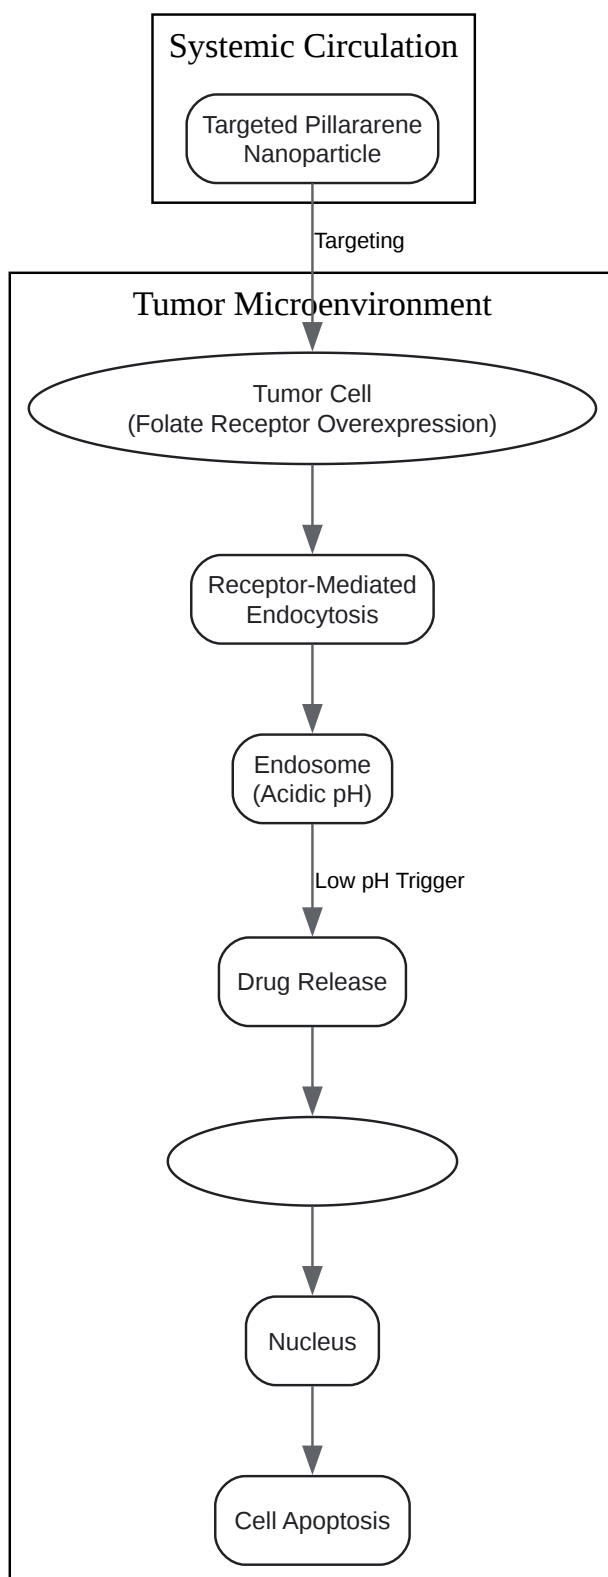 Systemic Circulation
Targeted Pillararene
Nanoparticle
Targeting
Tumor Microenvironment
Tumor Cell
(Folate Receptor Overexpression)
Receptor-Mediated
Endocytosis
Endosome
(Acidic pH)
Low pH Trigger
Drug Release
Nucleus
Cell Apoptosis